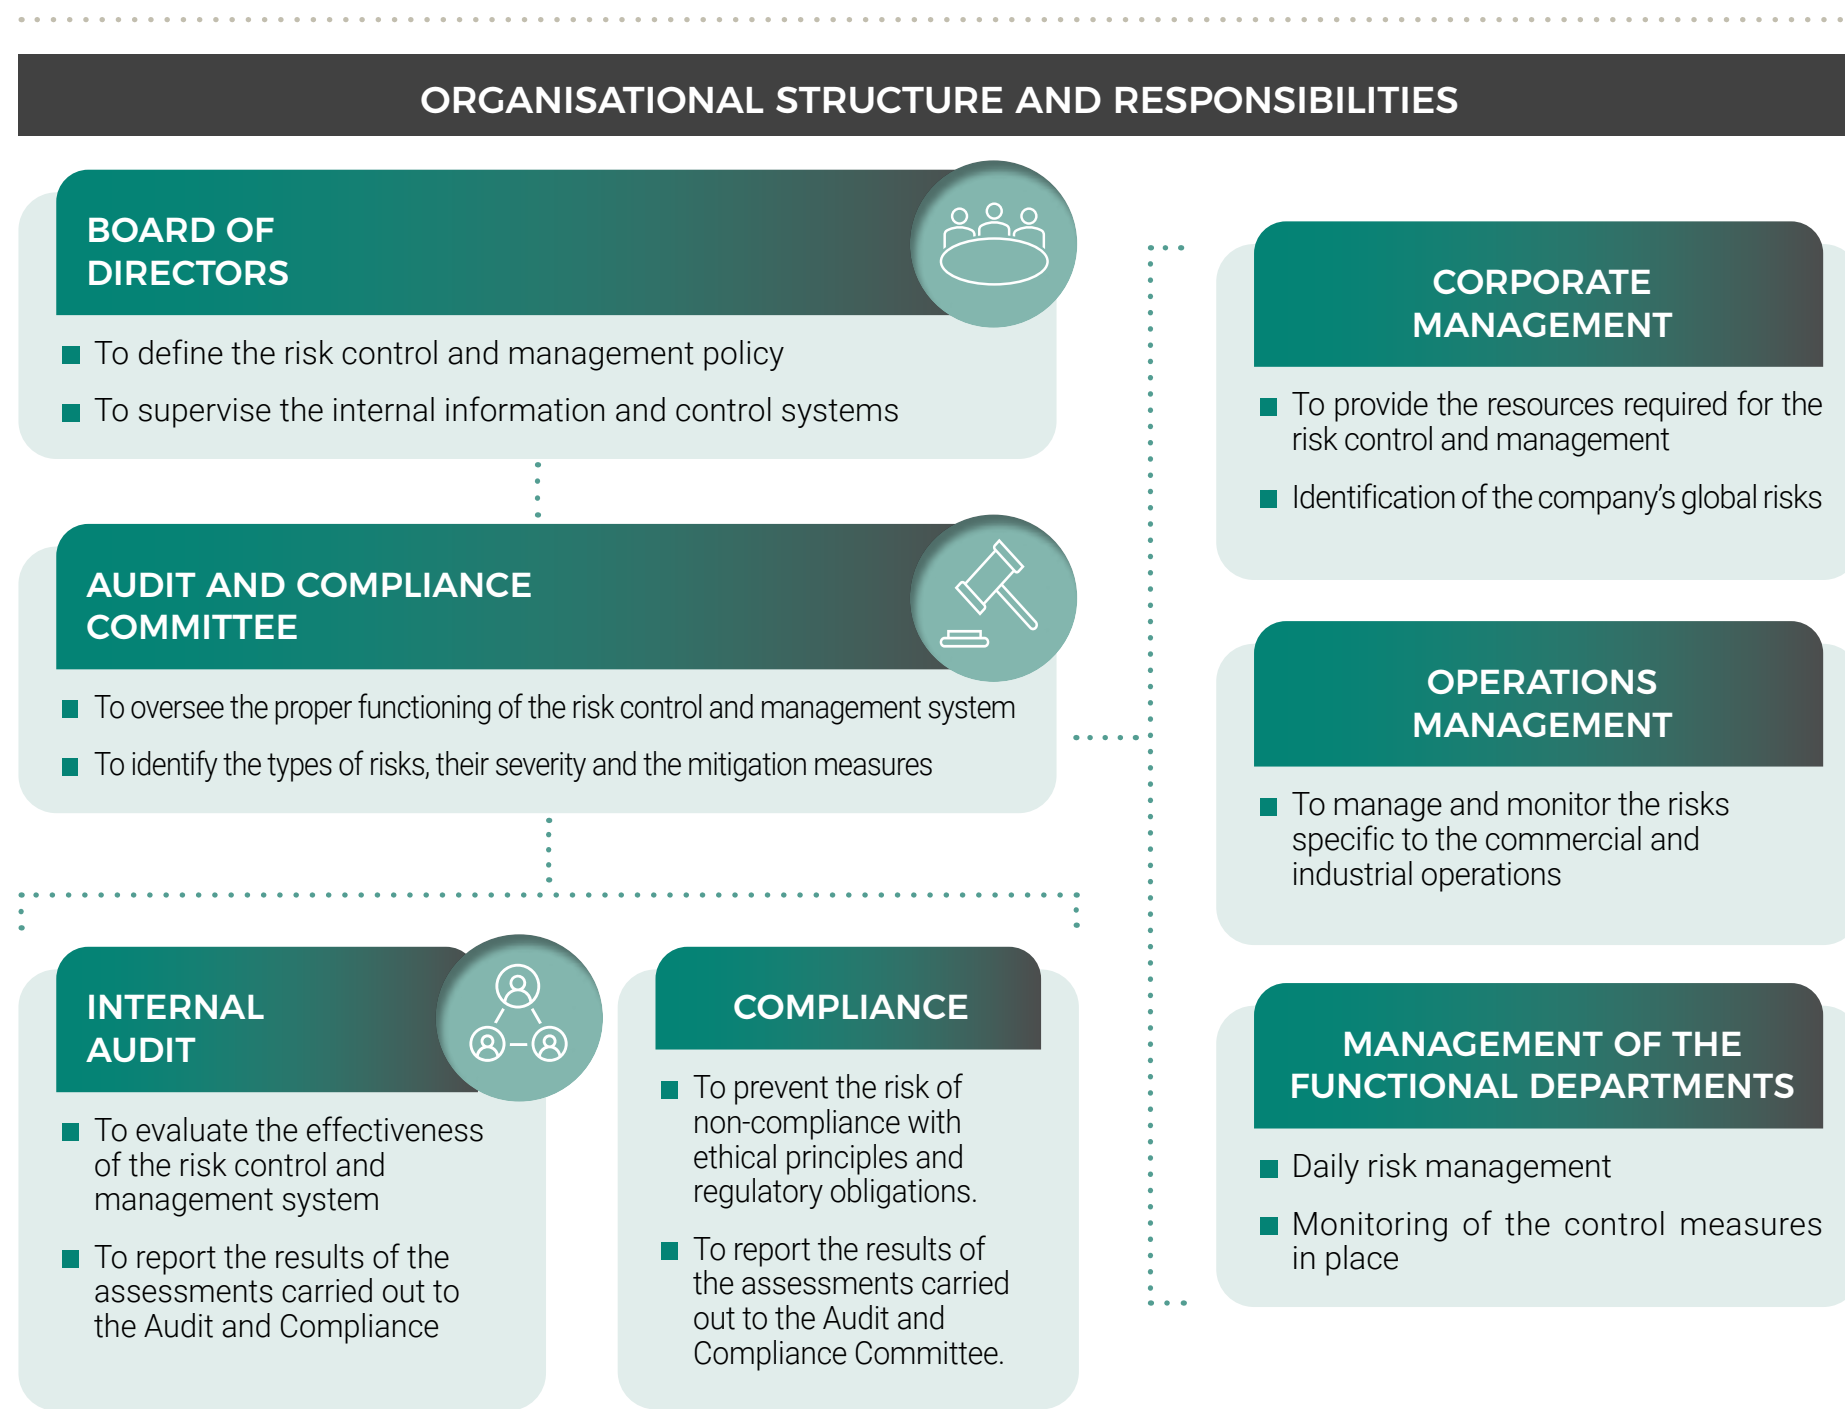 ORGANISATIONAL STRUCTURE AND RESPONSIBILITIES
BOARD OF
DIRECTORS
To define the risk control and management policy
To supervise the internal information and control systems
AUDIT AND COMPLIANCE
COMMITTEE
To oversee the proper functioning of the risk control and management system
To identify the types of risks, their severity and the mitigation measures
INTERNAL
AUDIT
To evaluate the effectiveness
of the risk control and
management system
To report the results of the
assessments carried out to
the Audit and Compliance
COMPLIANCE
To prevent the risk of
non-compliance with
ethical principles and
regulatory obligations.
To report the results of
the assessments carried
out to the Audit and
Compliance Committee.
CORPORATE
MANAGEMENT
To provide the resources required for the
risk control and management
Identification of the company's global risks
OPERATIONS
MANAGEMENT
To manage and monitor the risks
specific to the commercial and
industrial operations
MANAGEMENT OF THE
FUNCTIONAL DEPARTMENTS
Daily risk management
Monitoring of the control measures
in place